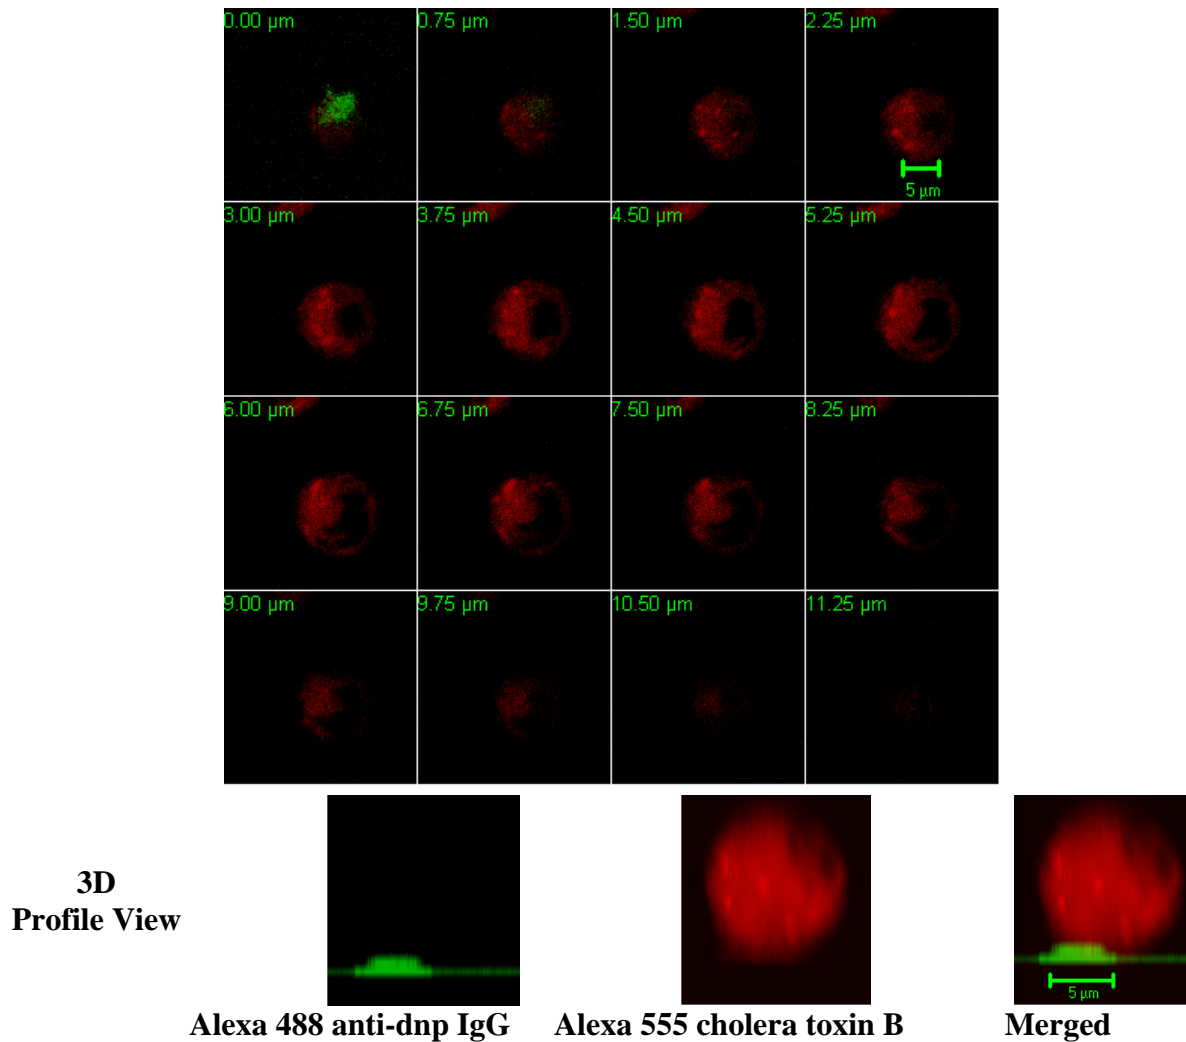 0.00 µm
0.75 µm
1.50 µm
2.25 µm
5 µm
3.00 µm
3.75 µm
4.50 µm
5.25 µm
6.00 µm
6.75 µm
7.50 µm
8.25 µm
9.00 µm
9.75 µm
10.50 µm
11.25 µm
3D
Profile View
5 µm
Alexa 488 anti-dnp IgG
Alexa 555 cholera toxin B
Merged